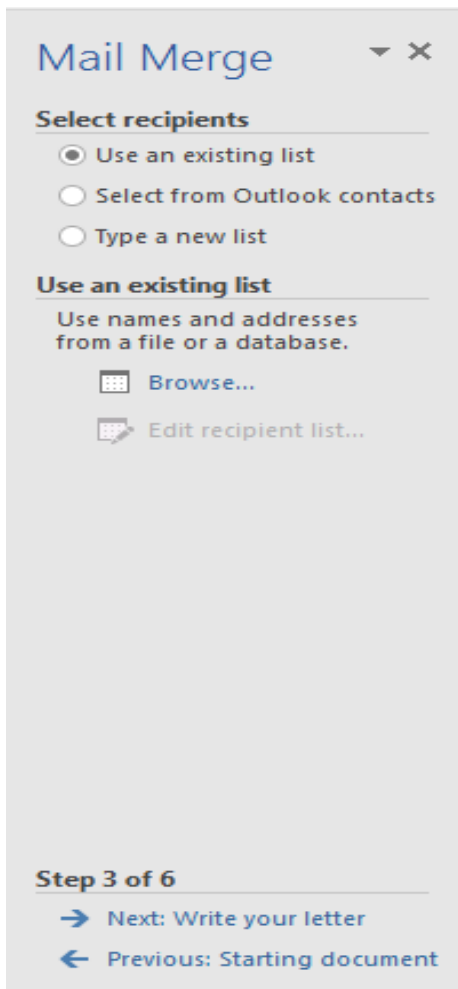 Mail Merge
Select recipients
Use an existing list
Select from Outlook contacts
Type a new list
Use an existing list
Use names and addresses
from a file or a database.
Browse...
Edit recipient list...
Step 3 of 6
Next: Write your letter
Previous: Starting document